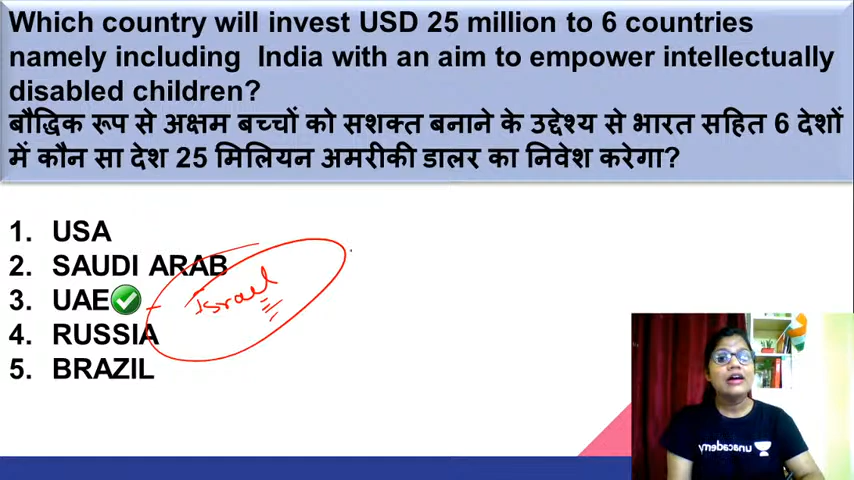 Which country will invest USD 25 million to 6 countries
namely including India with an aim to empower intellectually
disabled children?
बौद्धिक रूप से अक्षम बच्चों को सशक्त बनाने के उद्देश्य से भारत सहित 6 देशों
में कौन सा देश 25 मिलियन अमरीकी डालर का निवेश करेगा?
1. USA
2. SAUDI ARAB
3. UAE
Israel
4. RUSSIA
5. BRAZIL
unacademy